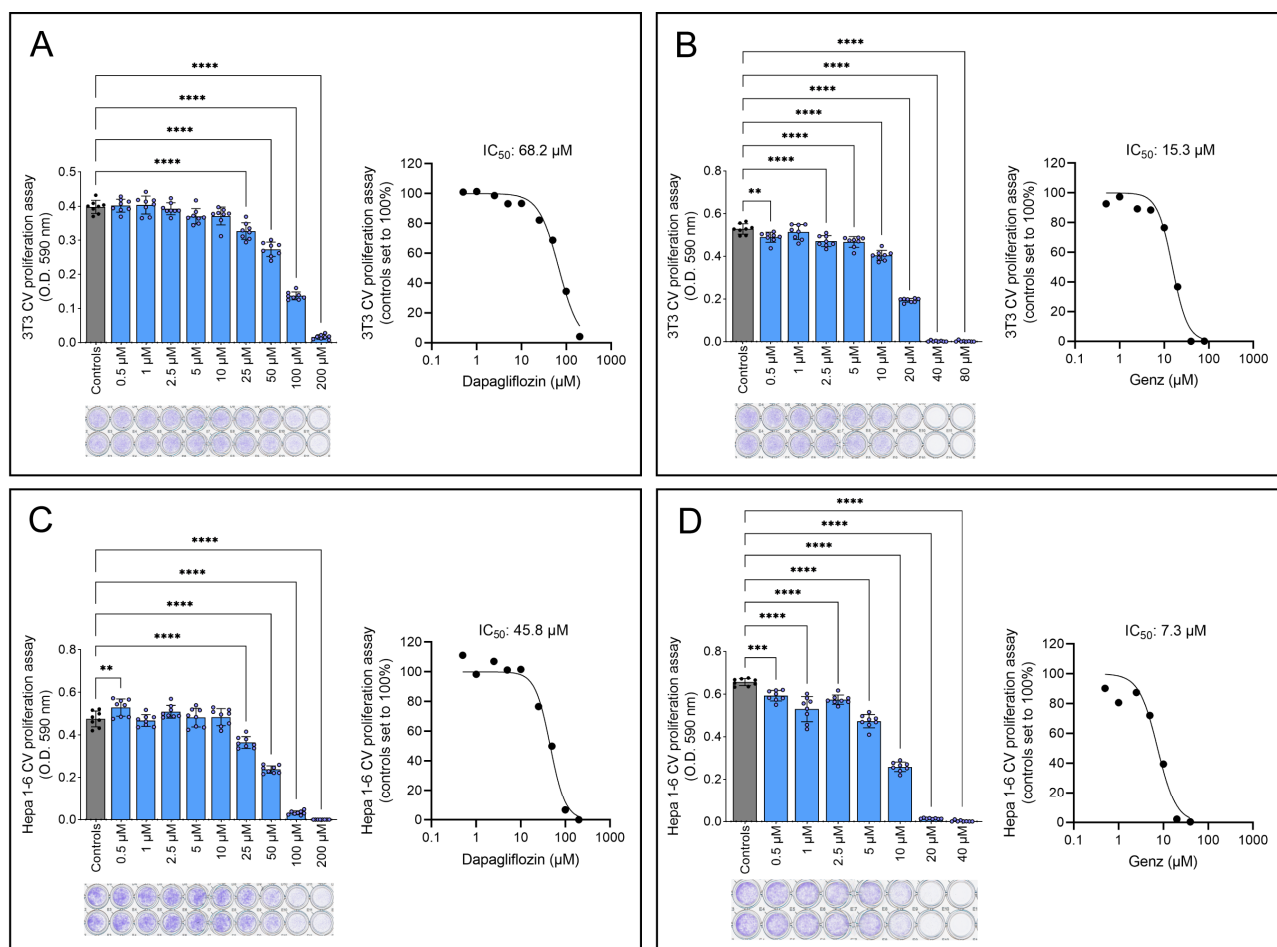 A
****
****
****
****
3T3 CV proliferation assay
(O.D. 590 nm)
0.5
0.4
0.3
0.2
0.1
0.0
Controls
0.5 µM
1 µM
2.5 µM
5 µM
10 µM
25 µM
50 µM
100 µM
200 µM
IC50: 68.2 µM
3T3 CV proliferation assay
(controls set to 100%)
120
100
80
60
40
20
0
0.1
1
10
100
1000
Dapagliflozin (µM)
B
****
****
****
****
****
****
**
3T3 CV proliferation assay
(O.D. 590 nm)
0.8
0.6
0.4
0.2
0.0
Controls
0.5 µM
1 µM
2.5 µM
5 µM
10 µM
20 µM
40 µM
80 µM
IC50: 15.3 µM
3T3 CV proliferation assay
(controls set to 100%)
120
100
80
60
40
20
0
0.1
1
10
100
1000
Genz (µM)
C
****
****
****
****
**
Hepa 1-6 CV proliferation assay
(O.D. 590 nm)
0.8
0.6
0.4
0.2
0.0
Controls
0.5 µM
1 µM
2.5 µM
5 µM
10 µM
25 µM
50 µM
100 µM
200 µM
IC50: 45.8 µM
Hepa 1-6 CV proliferation assay
(controls set to 100%)
120
100
80
60
40
20
0
0.1
1
10
100
1000
Dapagliflozin (µM)
D
****
****
****
****
****
****
***
Hepa 1-6 CV proliferation assay
(O.D. 590 nm)
0.8
0.6
0.4
0.2
0.0
Controls
0.5 µM
1 µM
2.5 µM
5 µM
10 µM
20 µM
40 µM
IC50: 7.3 µM
Hepa 1-6 CV proliferation assay
(controls set to 100%)
120
100
80
60
40
20
0
0.1
1
10
100
1000
Genz (µM)